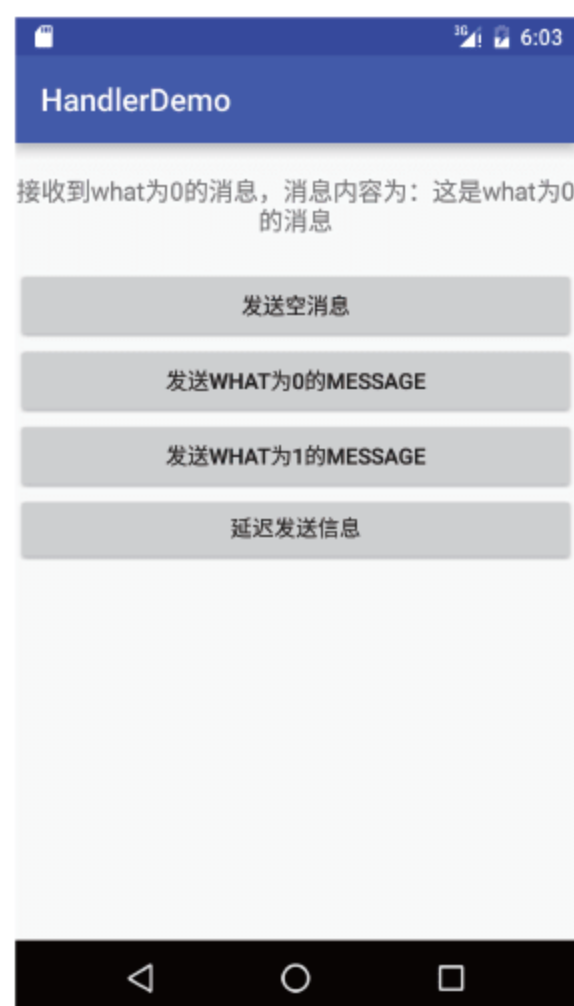 3G 6:03
HandlerDemo
接收到what为0的消息，消息内容为：这是what为0
的消息
发送空消息
发送WHAT为0的MESSAGE
发送WHAT为1的MESSAGE
延迟发送信息